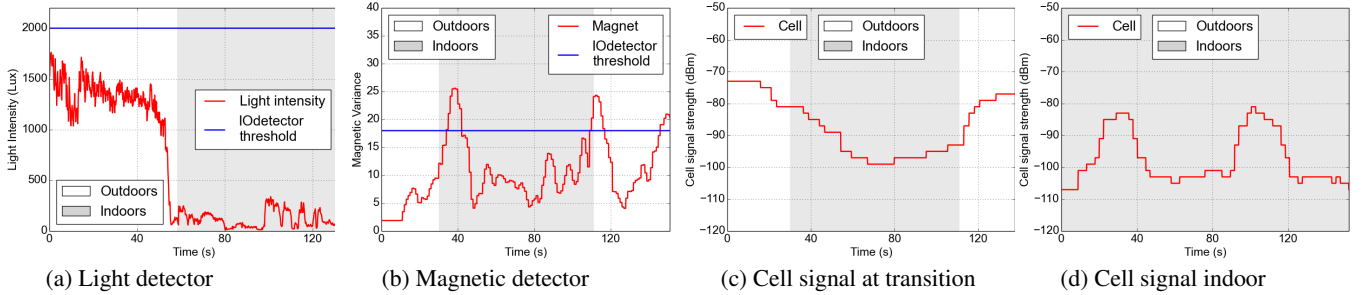 Light Intensity (Lux)
2000
1500
1000
500
0
0
40
80
120
Time (s)
Light intensity
IOdetector
threshold
Outdoors
Indoors
(a) Light detector
Magnetic Variance
40
35
30
25
20
15
10
5
0
0
40
80
120
Time (s)
Outdoors
Indoors
Magnet
IOdetector
threshold
(b) Magnetic detector
Cell signal strength (dBm)
−50
−60
−70
−80
−90
−100
−110
−120
0
40
80
120
Time (s)
Cell
Outdoors
Indoors
(c) Cell signal at transition
Cell signal strength (dBm)
−50
−60
−70
−80
−90
−100
−110
−120
0
40
80
120
Time (s)
Cell
Outdoors
Indoors
(d) Cell signal indoor